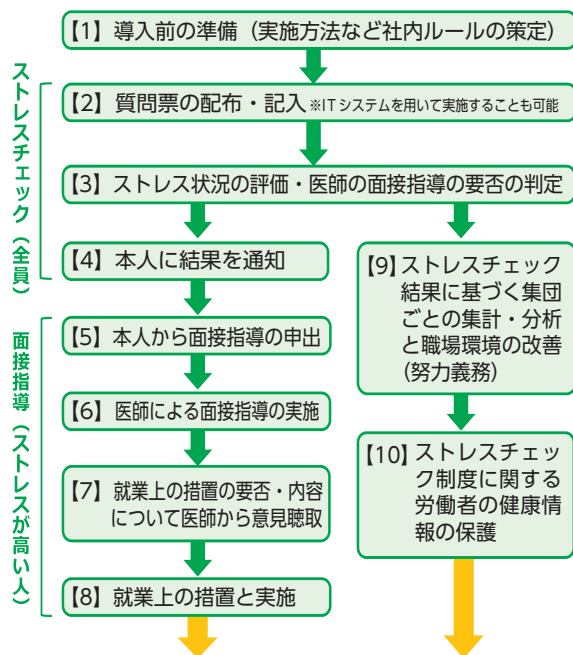 【1】導入前の準備（実施方法など社内ルールの策定）
ストレスチェック（全員）
【2】質問票の配布・記入 ※ITシステムを用いて実施することも可能
【3】ストレス状況の評価・医師の面接指導の要否の判定
【4】本人に結果を通知
面接指導（ストレスが高い人）
【5】本人から面接指導の申出
【6】医師による面接指導の実施
【7】就業上の措置の要否・内容
について医師から意見聴取
【8】就業上の措置と実施
【9】ストレスチェック
結果に基づく集団
ごとの集計・分析
と職場環境の改善
（努力義務）
【10】ストレスチェッ
ク制度に関する
労働者の健康情
報の保護